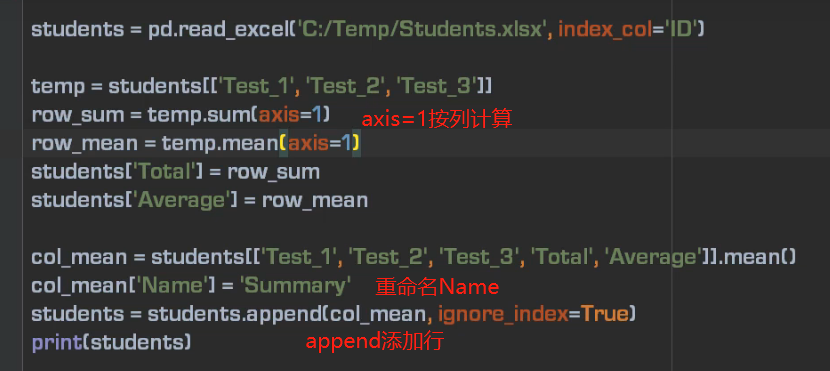 students = pd.read_excel('C:/Temp/Students.xlsx', index_col='ID')
temp = students[['Test_1', 'Test_2', 'Test_3']]
row_sum = temp.sum(axis=1)
axis=1按列计算
row_mean = temp.mean(axis=1)
students['Total'] = row_sum
students['Average'] = row_mean
col_mean = students[['Test_1', 'Test_2', 'Test_3', 'Total', 'Average']].mean()
col_mean['Name'] = 'Summary'
重命名Name
students = students.append(col_mean, ignore_index=True)
print(students)
append添加行